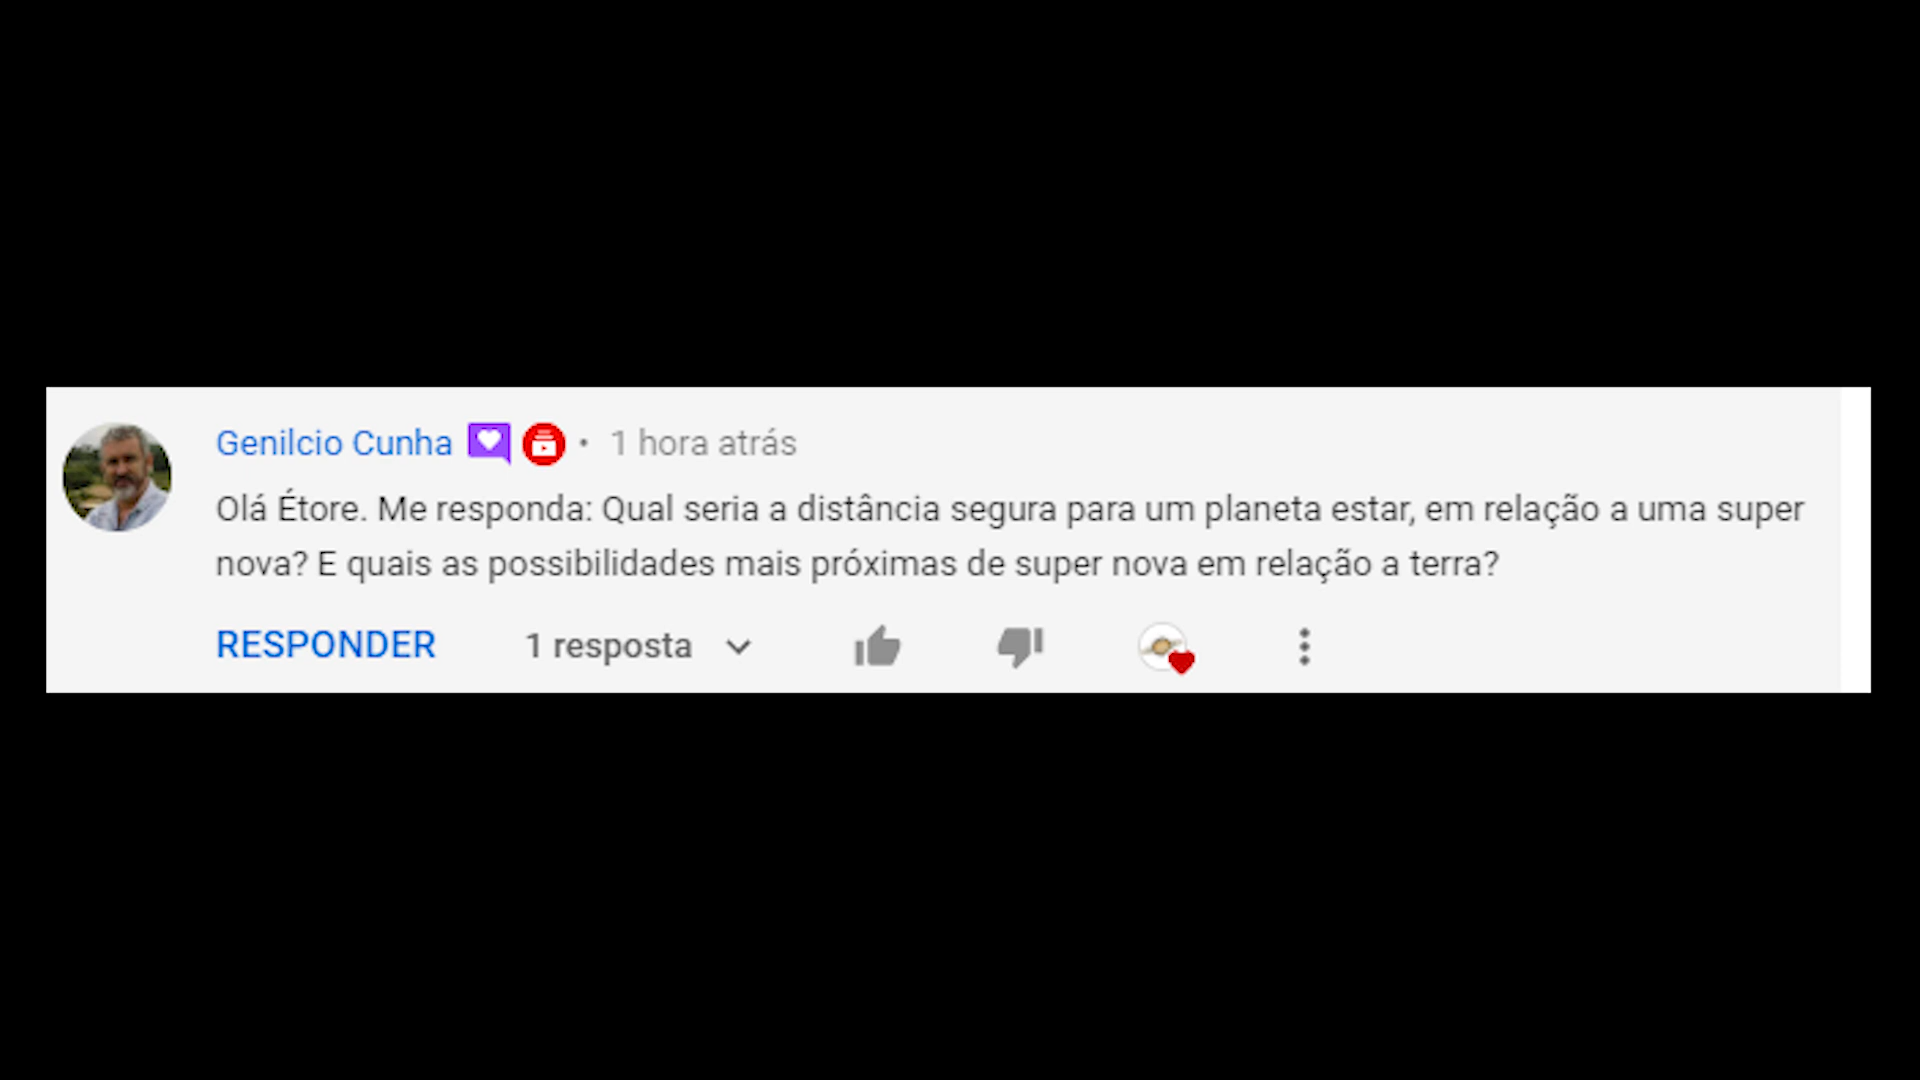 Genilcio Cunha • 1 hora atrás
Olá Étore. Me responda: Qual seria a distância segura para um planeta estar, em relação a uma super
nova? E quais as possibilidades mais próximas de super nova em relação a terra?
RESPONDER 1 resposta